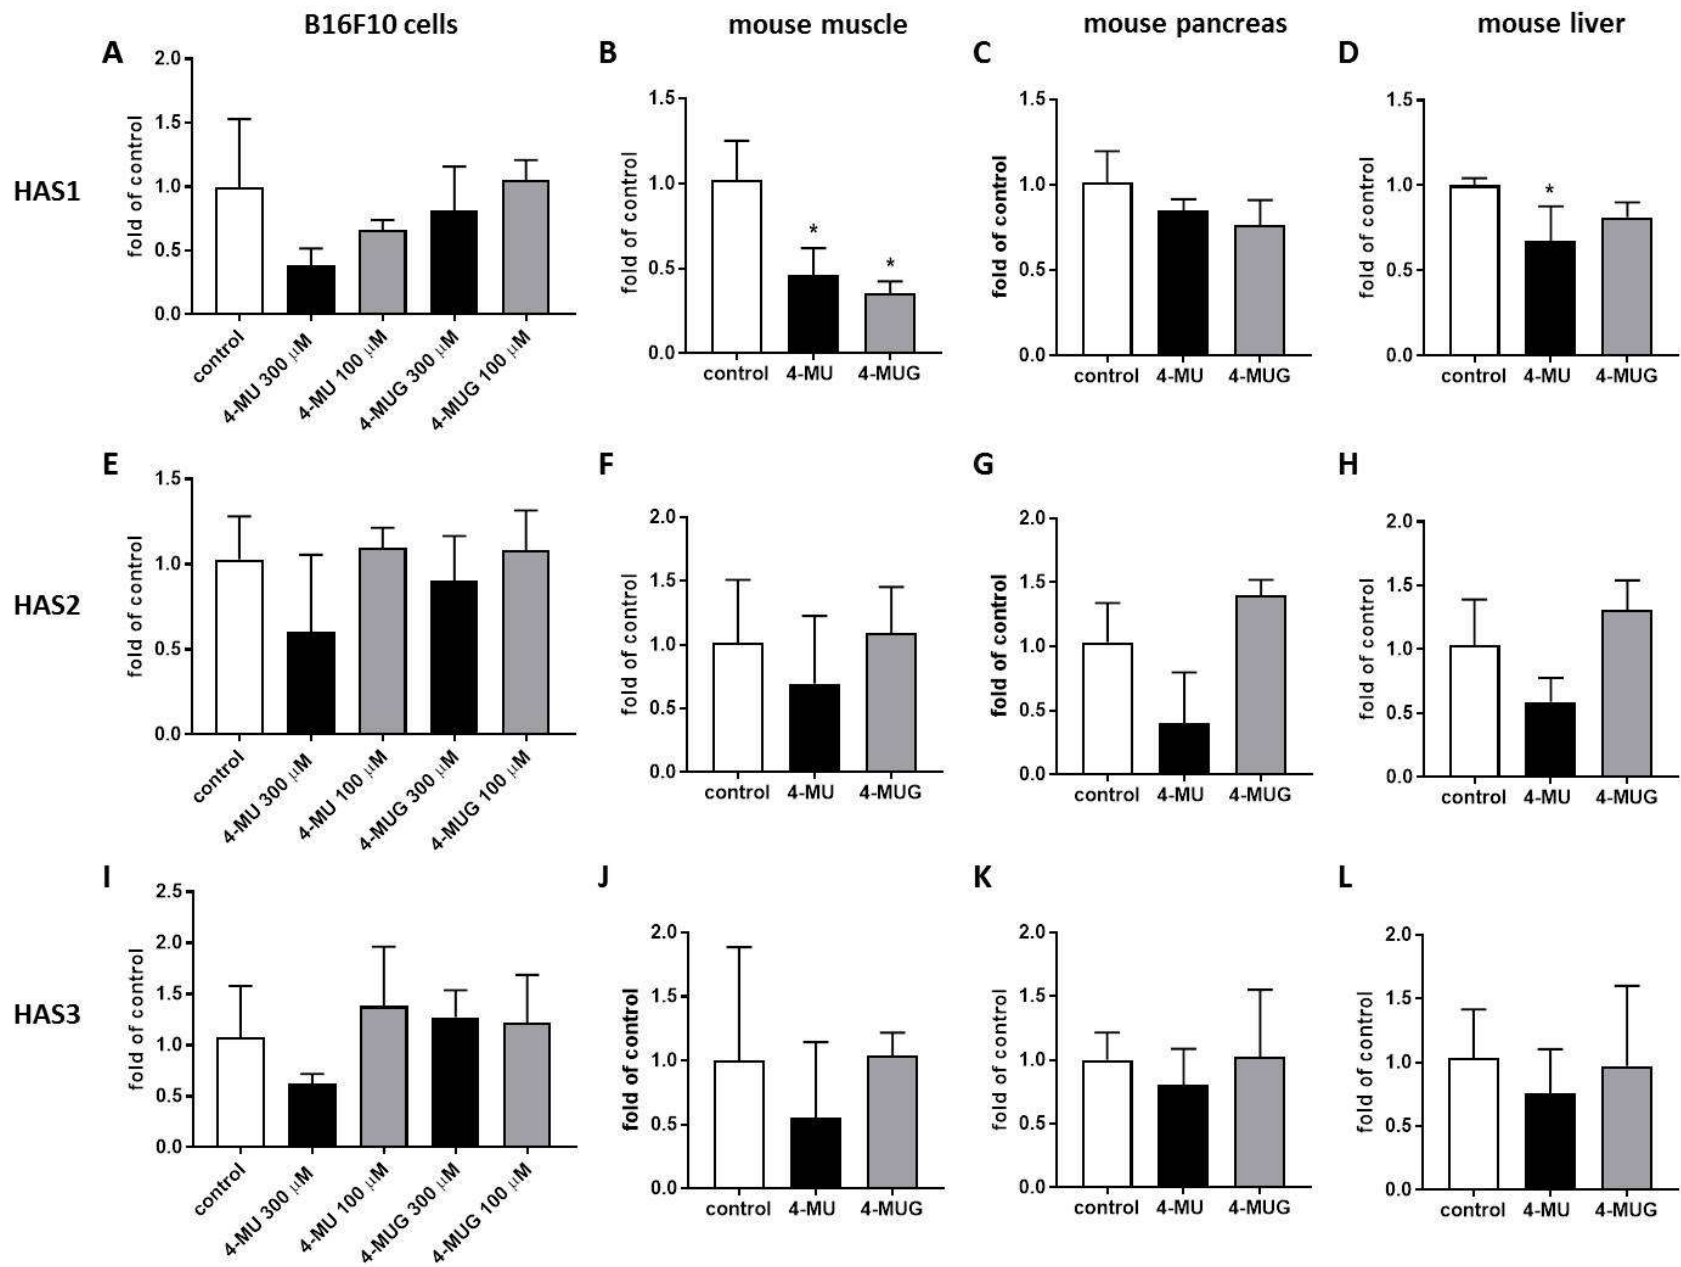 B16F10 cells
mouse muscle
mouse pancreas
mouse liver
HAS1
A
fold of control
2.0
1.5
1.0
0.5
0.0
control
4-MU 300 μM
4-MU 100 μM
4-MUG 300 μM
4-MUG 100 μM
B
fold of control
1.5
1.0
0.5
0.0
*
*
control 4-MU 4-MUG
C
fold of control
1.5
1.0
0.5
0.0
control 4-MU 4-MUG
D
fold of control
1.5
1.0
0.5
0.0
*
control 4-MU 4-MUG
HAS2
E
fold of control
1.5
1.0
0.5
0.0
control
4-MU 300 μM
4-MU 100 μM
4-MUG 300 μM
4-MUG 100 μM
F
fold of control
2.0
1.5
1.0
0.5
0.0
control 4-MU 4-MUG
G
fold of control
2.0
1.5
1.0
0.5
0.0
control 4-MU 4-MUG
H
fold of control
2.0
1.5
1.0
0.5
0.0
control 4-MU 4-MUG
HAS3
I
fold of control
2.5
2.0
1.5
1.0
0.5
0.0
control
4-MU 300 μM
4-MU 100 μM
4-MUG 300 μM
4-MUG 100 μM
J
fold of control
2.0
1.5
1.0
0.5
0.0
control 4-MU 4-MUG
K
fold of control
2.0
1.5
1.0
0.5
0.0
control 4-MU 4-MUG
L
fold of control
2.0
1.5
1.0
0.5
0.0
control 4-MU 4-MUG